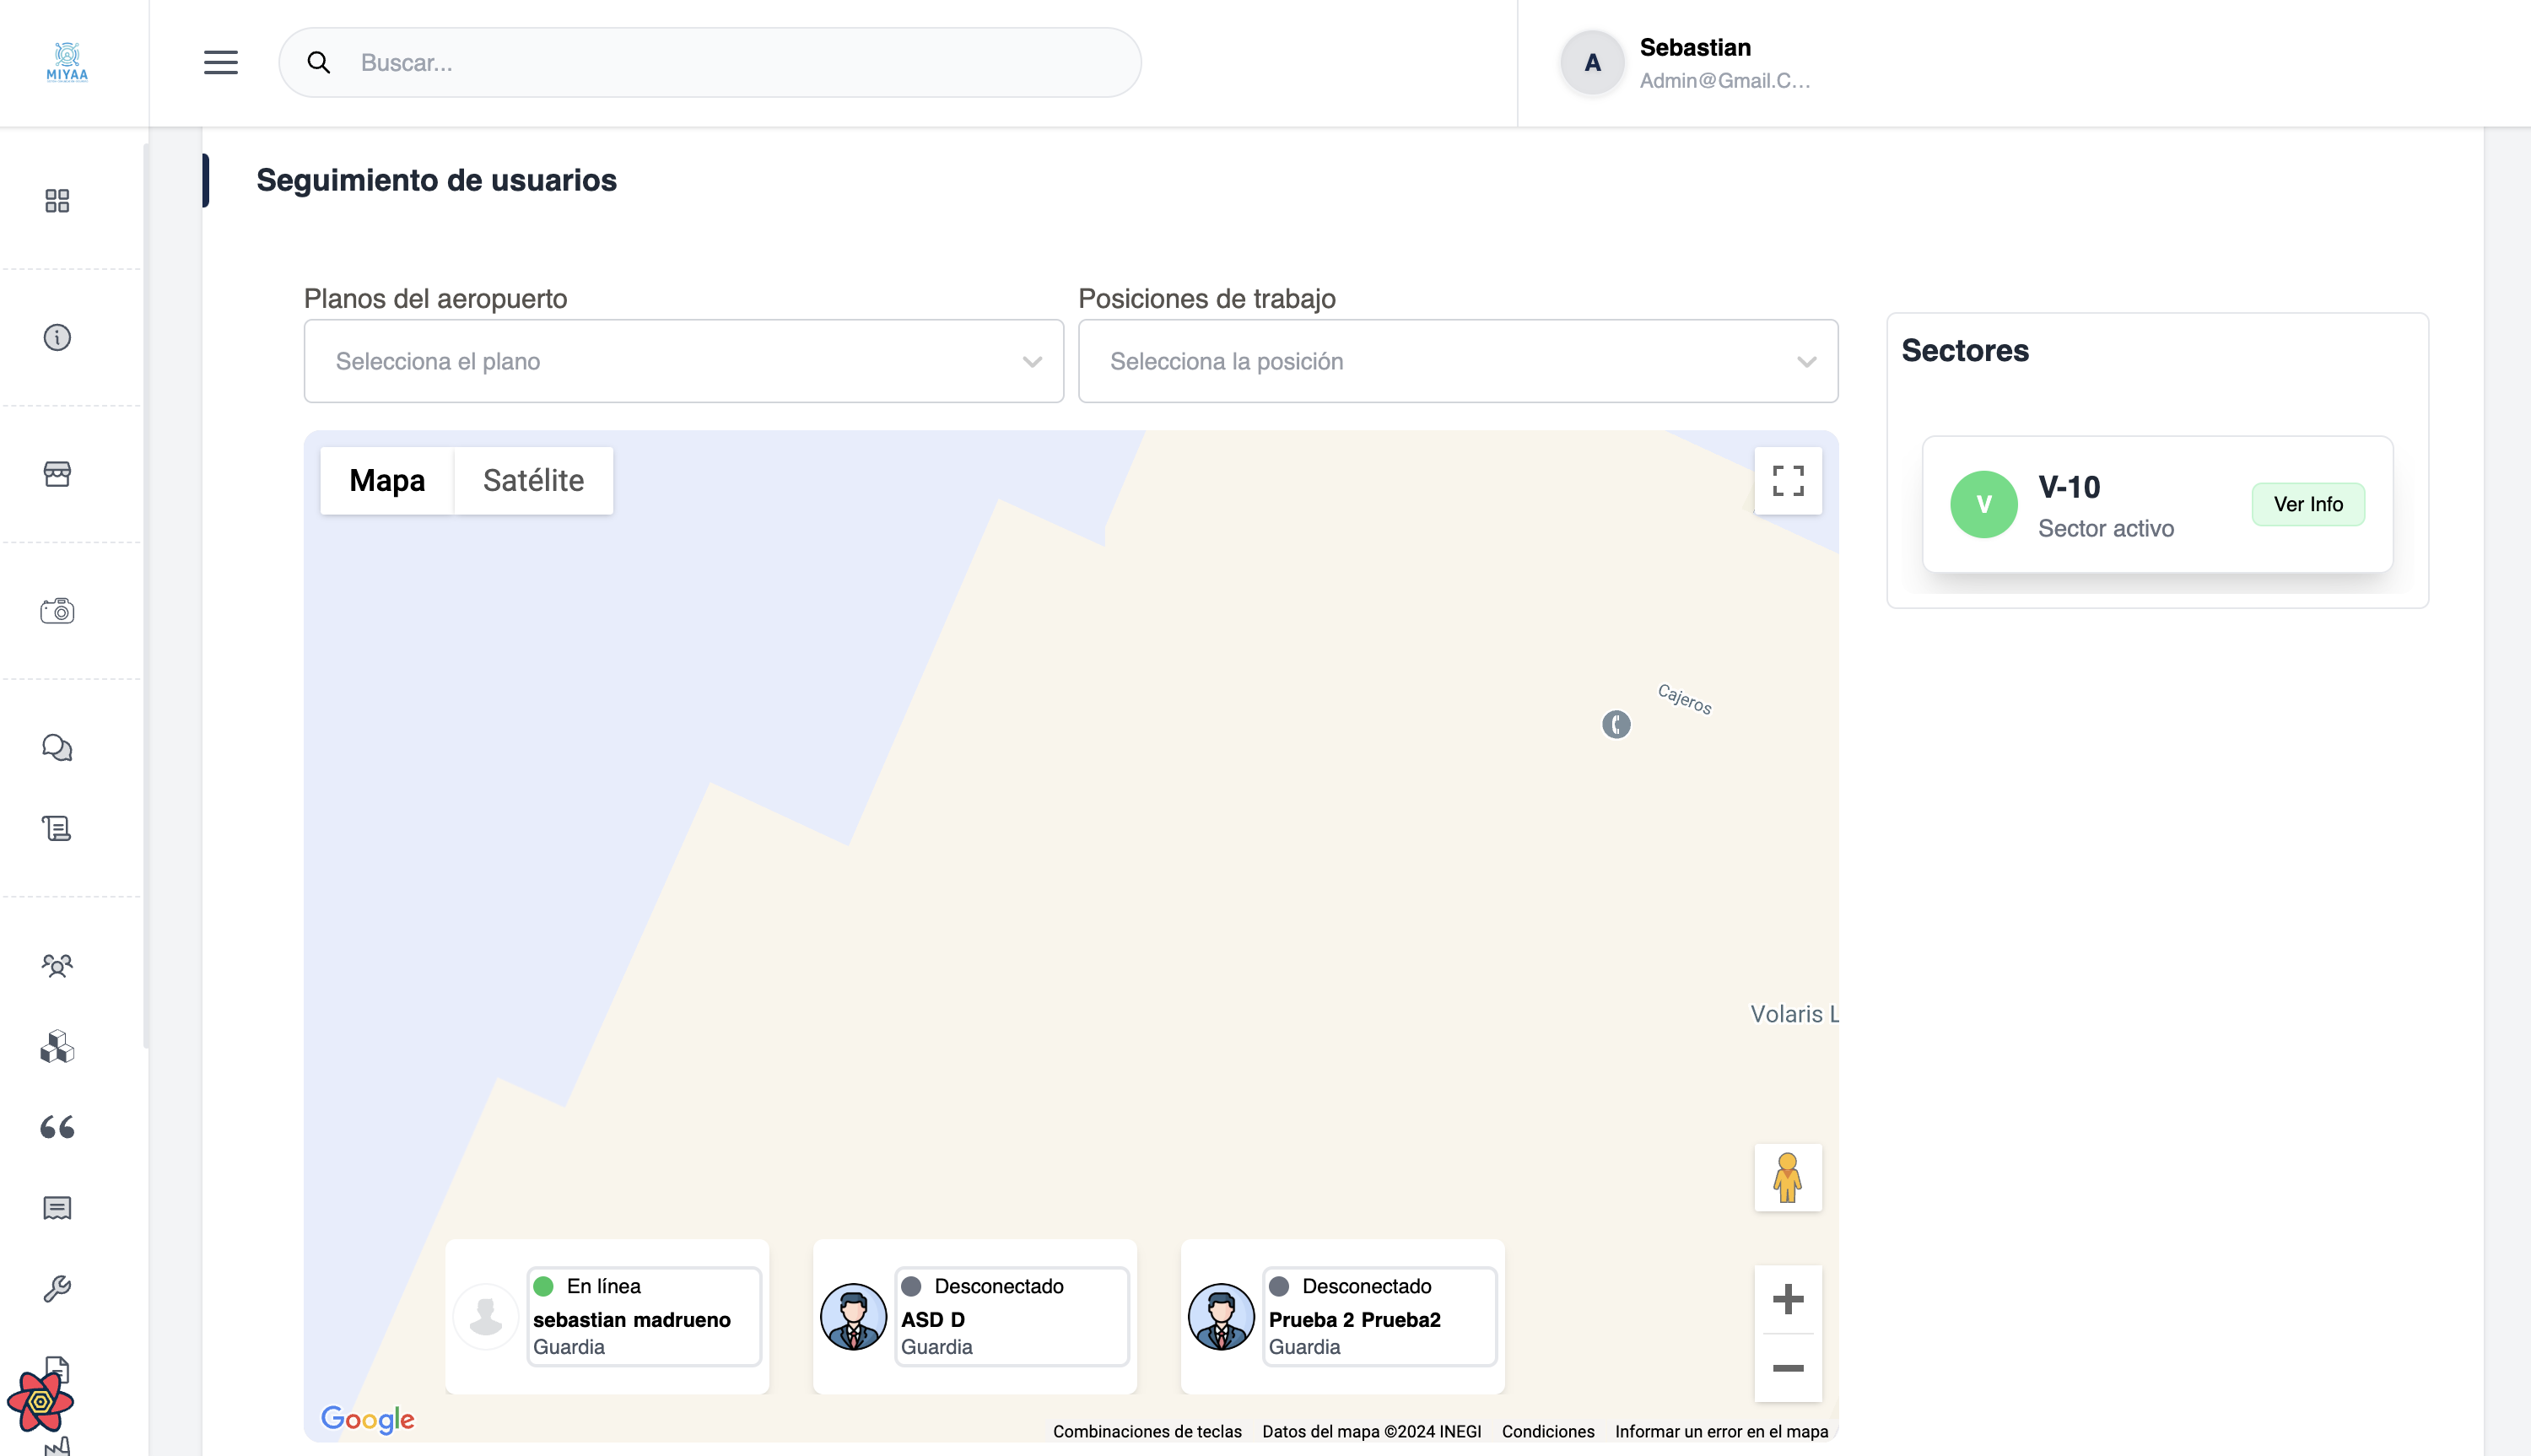 MIYAA
Buscar...
A
Sebastian
Admin@Gmail.C...
Seguimiento de usuarios
Planos del aeropuerto
Posiciones de trabajo
Selecciona el plano
Selecciona la posición
Sectores
V
V-10
Sector activo
Ver Info
Mapa
Satélite
Cajeros
Volaris L
En línea
sebastian madrueno
Guardia
Desconectado
ASD D
Guardia
Desconectado
Prueba 2 Prueba2
Guardia
Google
Combinaciones de teclas
Datos del mapa ©2024 INEGI
Condiciones
Informar un error en el mapa